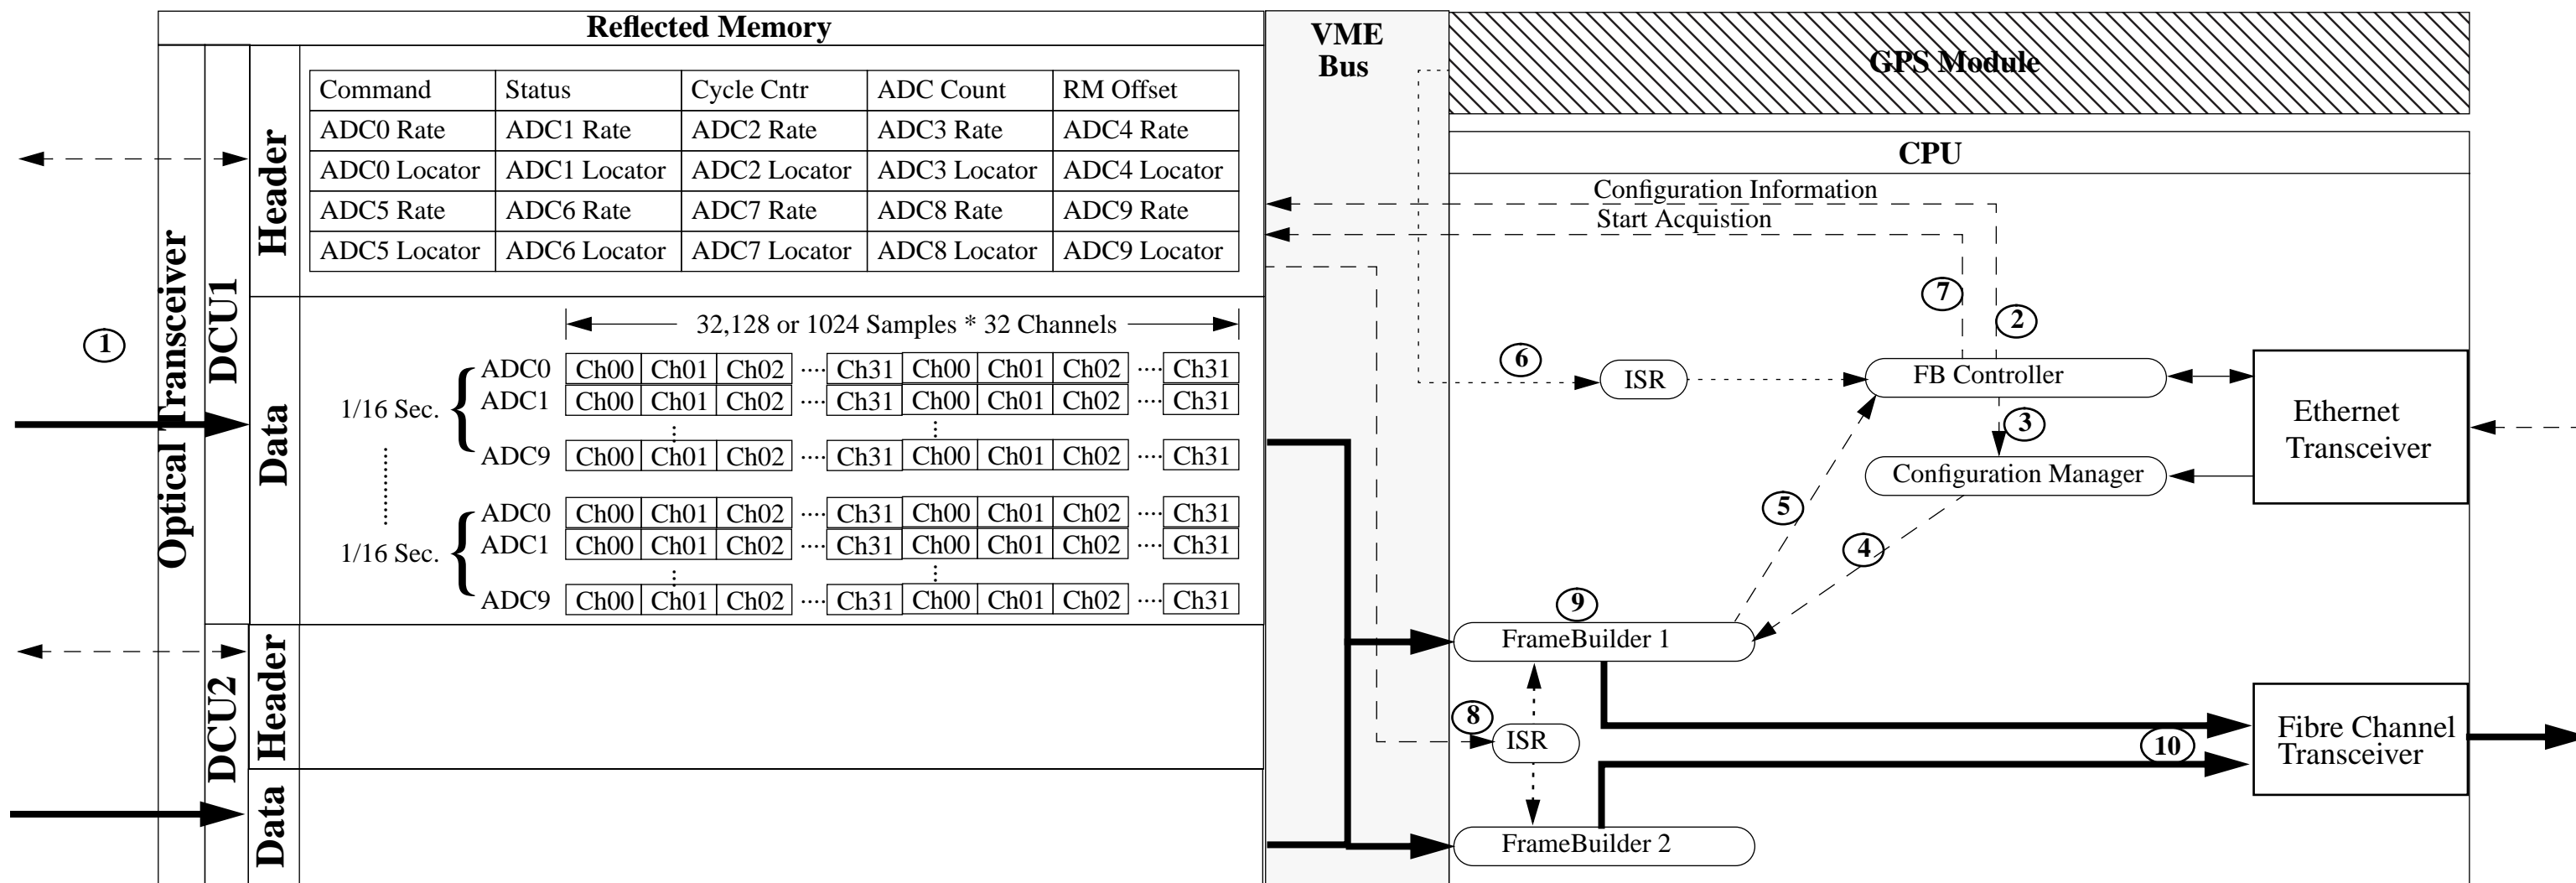 Reflected Memory
VME
Bus
GPS Module
CPU
Optical Transceiver
DCU1
Header
Command Status Cycle Cntr ADC Count RM Offset
ADC0 Rate ADC1 Rate ADC2 Rate ADC3 Rate ADC4 Rate
ADC0 Locator ADC1 Locator ADC2 Locator ADC3 Locator ADC4 Locator
ADC5 Rate ADC6 Rate ADC7 Rate ADC8 Rate ADC9 Rate
ADC5 Locator ADC6 Locator ADC7 Locator ADC8 Locator ADC9 Locator
Configuration Information
Start Acquistion
1
Data
32,128 or 1024 Samples * 32 Channels
1/16 Sec.
ADC0 Ch00 Ch01 Ch02 .... Ch31 Ch00 Ch01 Ch02 .... Ch31
ADC1 Ch00 Ch01 Ch02 .... Ch31 Ch00 Ch01 Ch02 .... Ch31
ADC9 Ch00 Ch01 Ch02 .... Ch31 Ch00 Ch01 Ch02 .... Ch31
1/16 Sec.
ADC0 Ch00 Ch01 Ch02 .... Ch31 Ch00 Ch01 Ch02 .... Ch31
ADC1 Ch00 Ch01 Ch02 .... Ch31 Ch00 Ch01 Ch02 .... Ch31
ADC9 Ch00 Ch01 Ch02 .... Ch31 Ch00 Ch01 Ch02 .... Ch31
7
2
6
ISR
FB Controller
3
Configuration Manager
Ethernet
Transceiver
5
4
9
FrameBuilder 1
8
ISR
10
Fibre Channel
Transceiver
FrameBuilder 2
DCU2
Header
Data